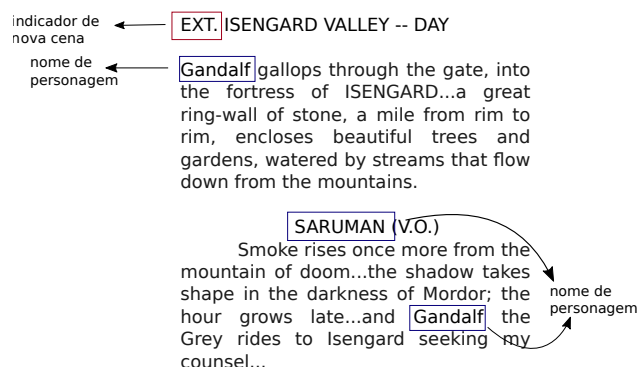 indicador de
nova cena
EXT. ISENGARD VALLEY -- DAY
nome de
personagem
Gandalf gallops through the gate, into
the fortress of ISENGARD...a great
ring-wall of stone, a mile from rim to
rim, encloses beautiful trees and
gardens, watered by streams that flow
down from the mountains.
SARUMAN (V.O.)
Smoke rises once more from the
mountain of doom...the shadow takes
shape in the darkness of Mordor; the
hour grows late...and Gandalf the
Grey rides to Isengard seeking my
counsel...
nome de
personagem